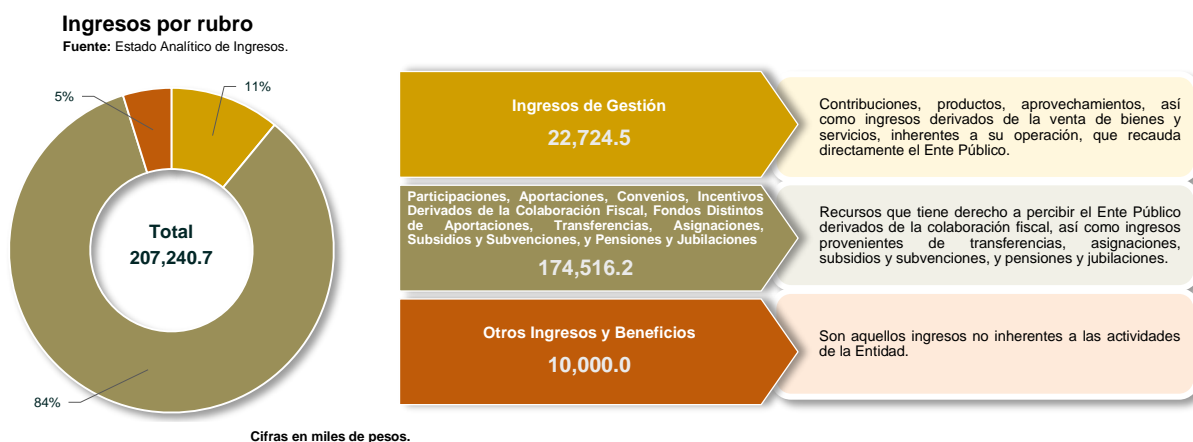 Ingresos por rubro
Fuente: Estado Analítico de Ingresos.
5%
11%
84%
Total
207,240.7
Ingresos de Gestión
22,724.5
Contribuciones, productos, aprovechamientos, así
como ingresos derivados de la venta de bienes y
servicios, inherentes a su operación, que recauda
directamente el Ente Público.
Participaciones, Aportaciones, Convenios, Incentivos
Derivados de la Colaboración Fiscal, Fondos Distintos
de Aportaciones, Transferencias, Asignaciones,
Subsidios y Subvenciones, y Pensiones y Jubilaciones
174,516.2
Recursos que tiene derecho a percibir el Ente Público
derivados de la colaboración fiscal, así como ingresos
provenientes de transferencias, asignaciones,
subsidios y subvenciones, y pensiones y jubilaciones.
Otros Ingresos y Beneficios
10,000.0
Son aquellos ingresos no inherentes a las actividades
de la Entidad.
Cifras en miles de pesos.